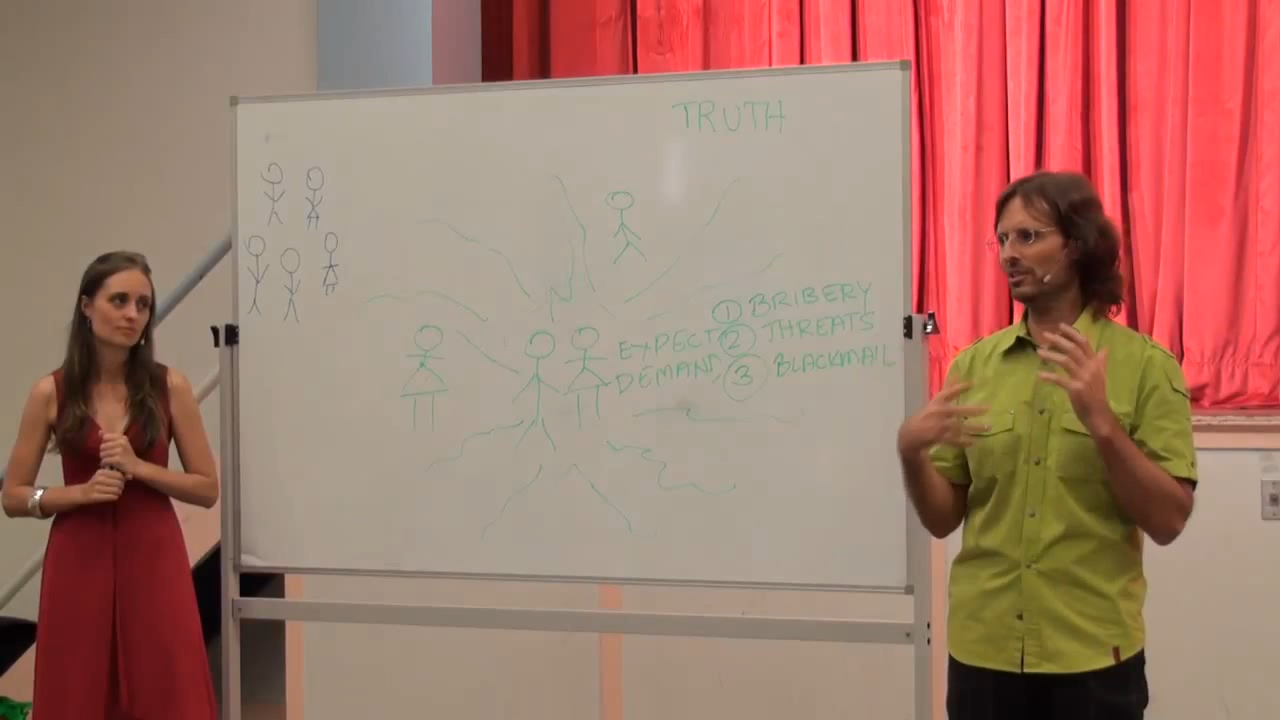 TRUTH
① BRIBERY
EXPECT ② THREATS
DEMAND, ③ BLACKMAIL